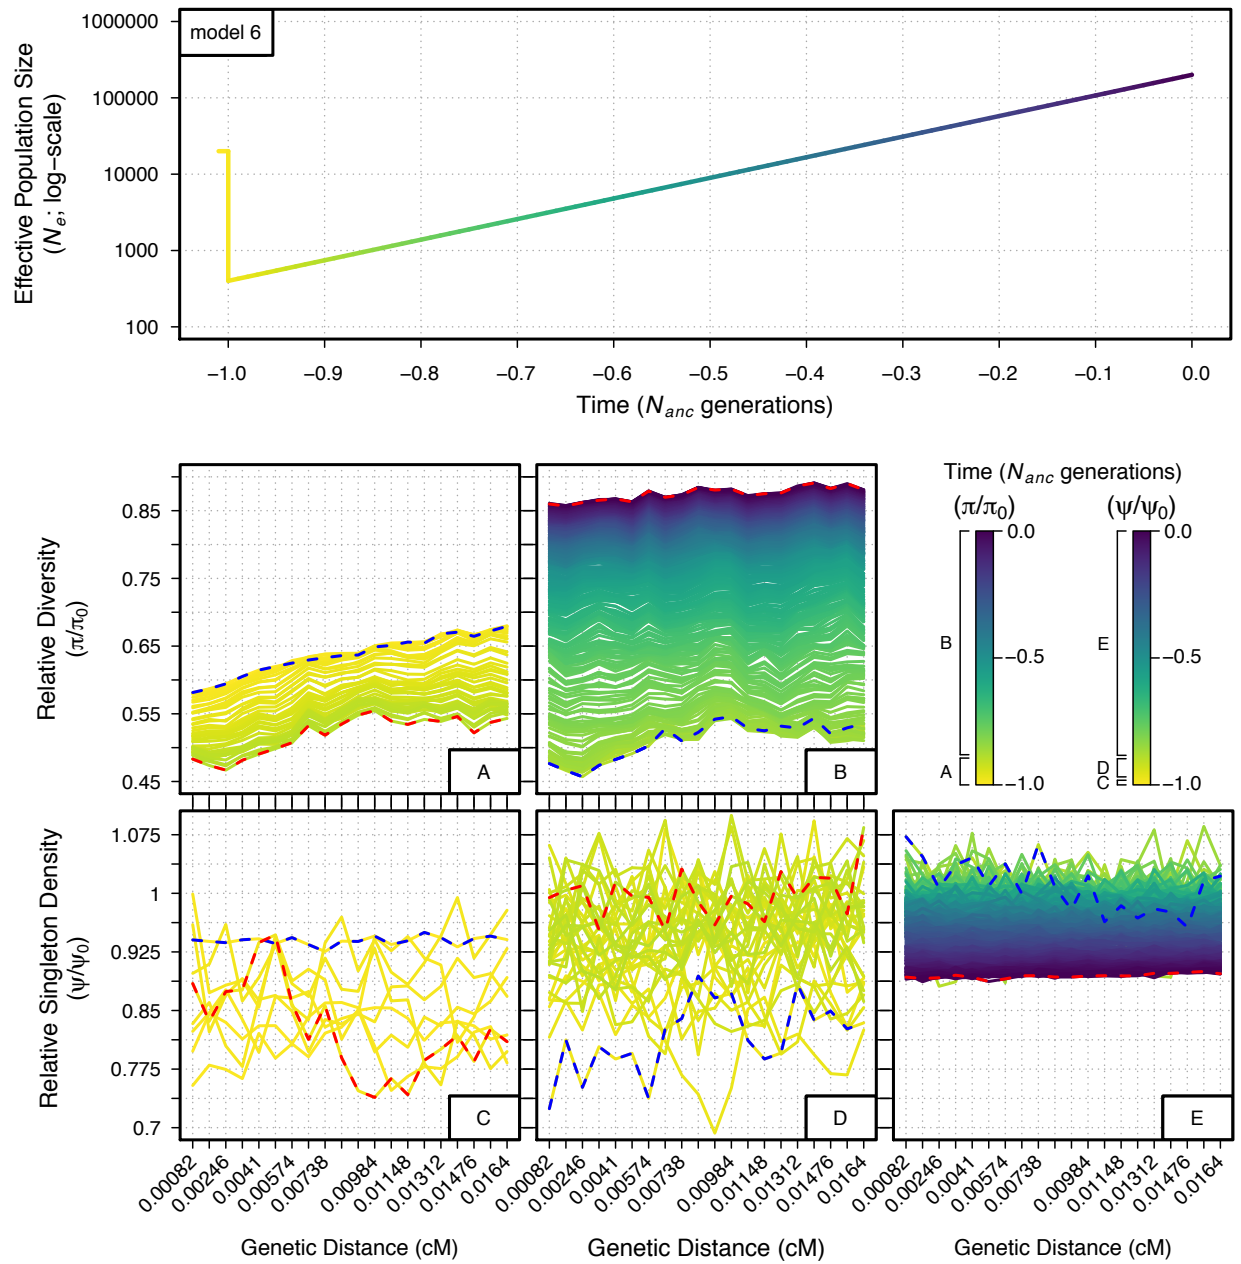 model 6
Effective Population Size
(Ne; log−scale)
1000000
100000
10000
1000
100
−1.0 −0.9 −0.8 −0.7 −0.6 −0.5 −0.4 −0.3 −0.2 −0.1 0.0
Time (Nanc generations)
Relative Diversity
(π/π0)
0.85
0.75
0.65
0.55
0.45
A
B
Time (Nanc generations)
(π/π0) (ψ/ψ0)
0.0 0.0
B E
−0.5 −0.5
A D
C
−1.0 −1.0
Relative Singleton Density
(ψ/ψ0)
1.075
1
0.925
0.85
0.775
0.7
C
D
E
0.00082 0.00246 0.0041 0.00574 0.00738 0.00984 0.01148 0.01312 0.01476 0.0164
0.00082 0.00246 0.0041 0.00574 0.00738 0.00984 0.01148 0.01312 0.01476 0.0164
0.00082 0.00246 0.0041 0.00574 0.00738 0.00984 0.01148 0.01312 0.01476 0.0164
Genetic Distance (cM) Genetic Distance (cM) Genetic Distance (cM)